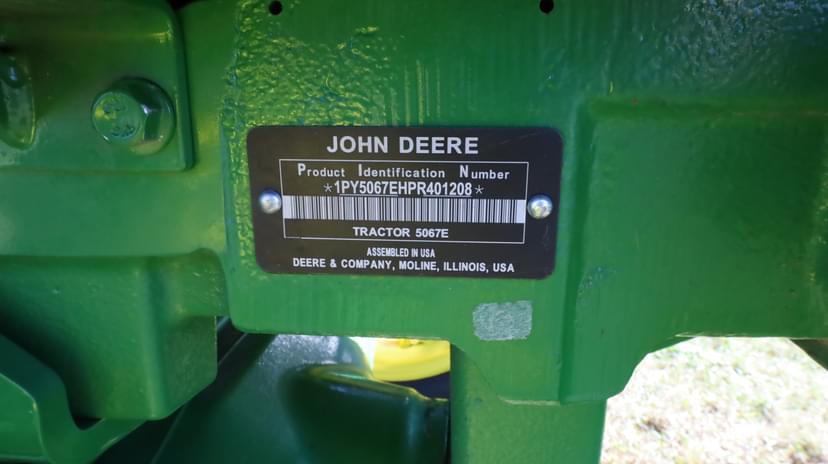 JOHN DEERE
Product Identification Number
*1PY5067EHPR401208*
TRACTOR 5067E
ASSEMBLED IN USA
DEERE & COMPANY, MOLINE, ILLINOIS, USA